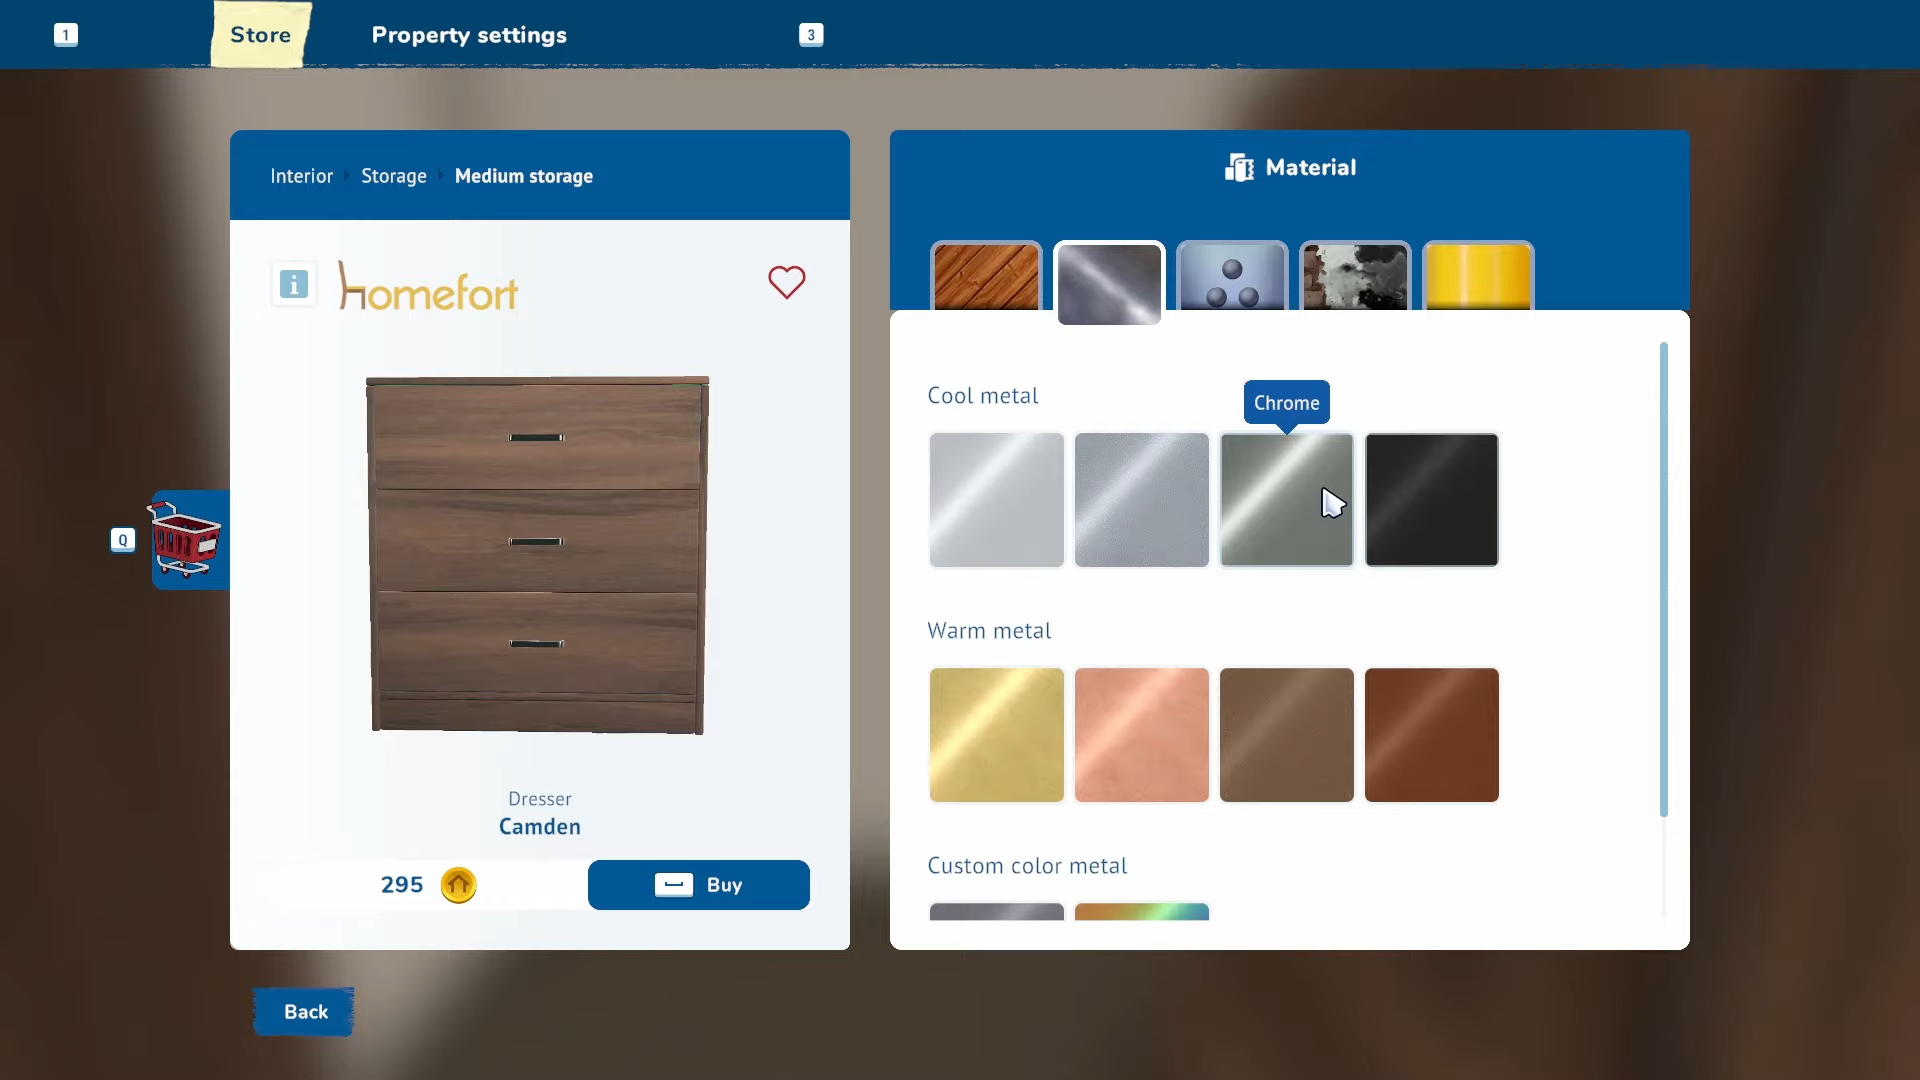 1
Store
Property settings
3
Interior
Storage
Medium storage
i
homefort
Dresser
Camden
295
Buy
Q
Back
Material
Cool metal
Chrome
Warm metal
Custom color metal